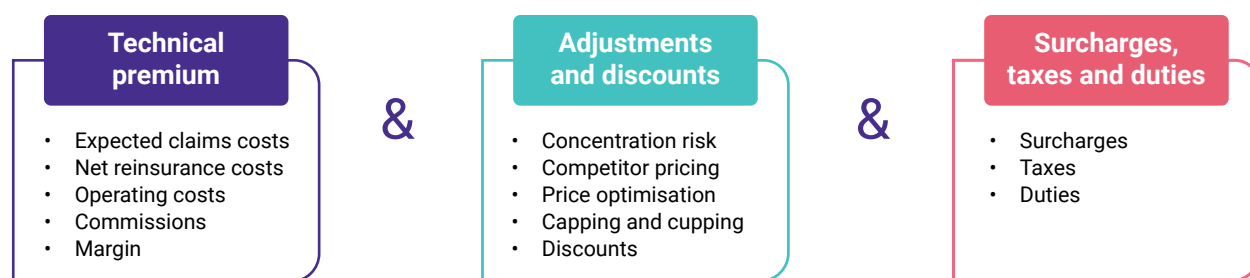 Technical
premium
• Expected claims costs
• Net reinsurance costs
• Operating costs
• Commissions
• Margin
&
Adjustments
and discounts
• Concentration risk
• Competitor pricing
• Price optimisation
• Capping and cupping
• Discounts
&
Surcharges,
taxes and duties
• Surcharges
• Taxes
• Duties